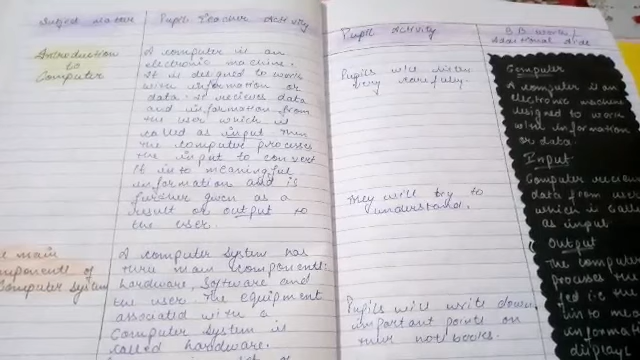 Subject matter
Pupil Teacher Activity
Pupil Activity
B.B. Work/
Additional Aids
Introduction
to
Computer
A computer is an
electronic machine.
It is designed to work
with information or
data. It recieves data
and information from
the user which is
called as input then
the computer processes
the input to convert
it into meaningful
information and is
further given as a
result or output to
the user.
Pupils will listen
very carefully.
They will try to
understand.
Computer
A computer is an
electronic machine
designed to work
with information
or data.
Input
Computer recieves
data from user
which is called
as input
Output
The computer
processes the
fed i.e the
in to mean
informat
display
main
components of
Computer system
A computer system has
three main components:
hardware, software and
the user. The equipment
associated with a
computer system is
called hardware.
Pupils will write down
important points on
their notebooks.